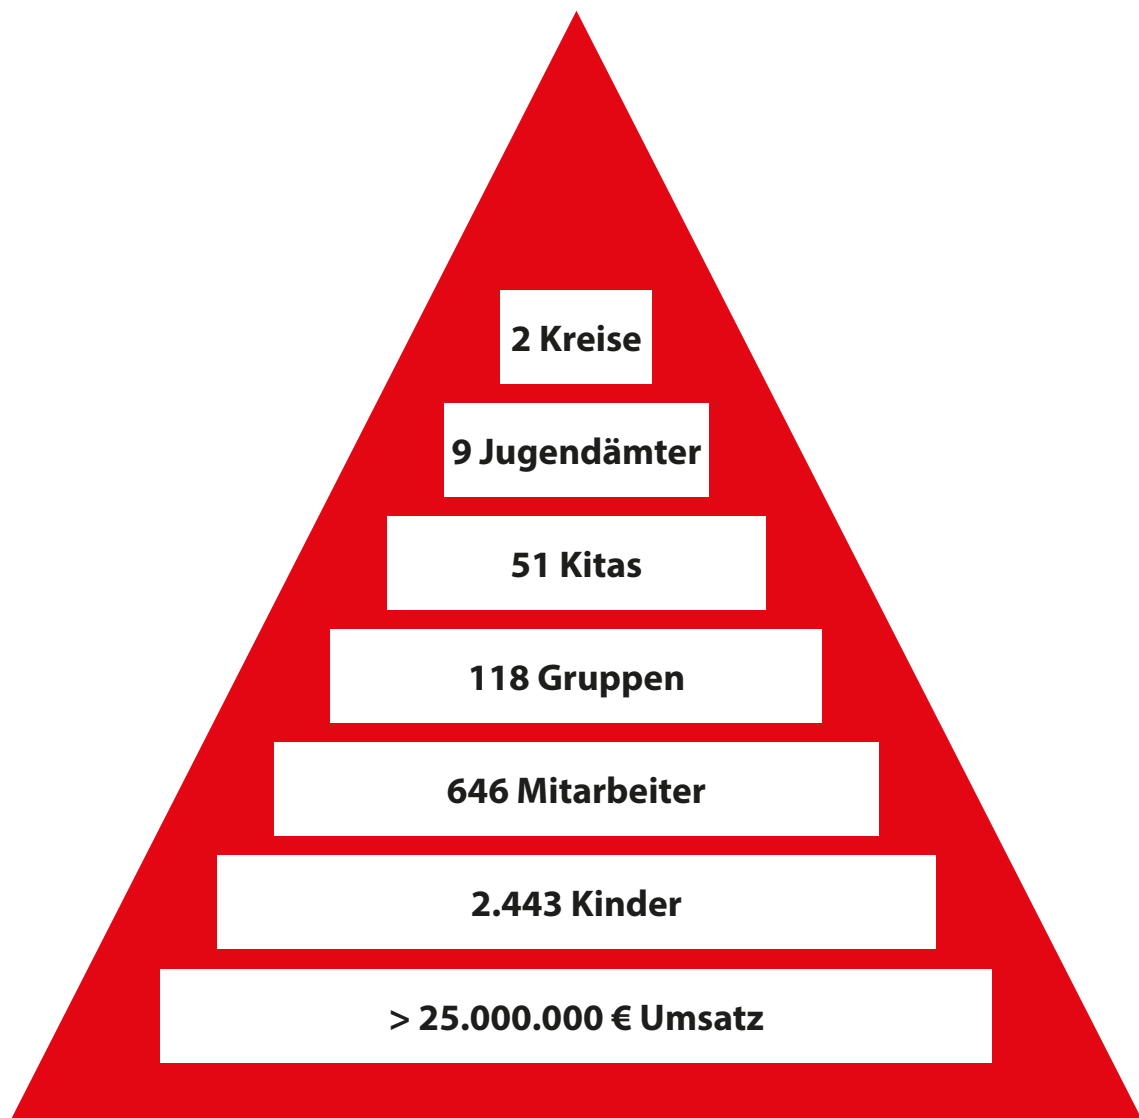 2 Kreise
9 Jugendämter
51 Kitas
118 Gruppen
646 Mitarbeiter
2.443 Kinder
> 25.000.000 € Umsatz